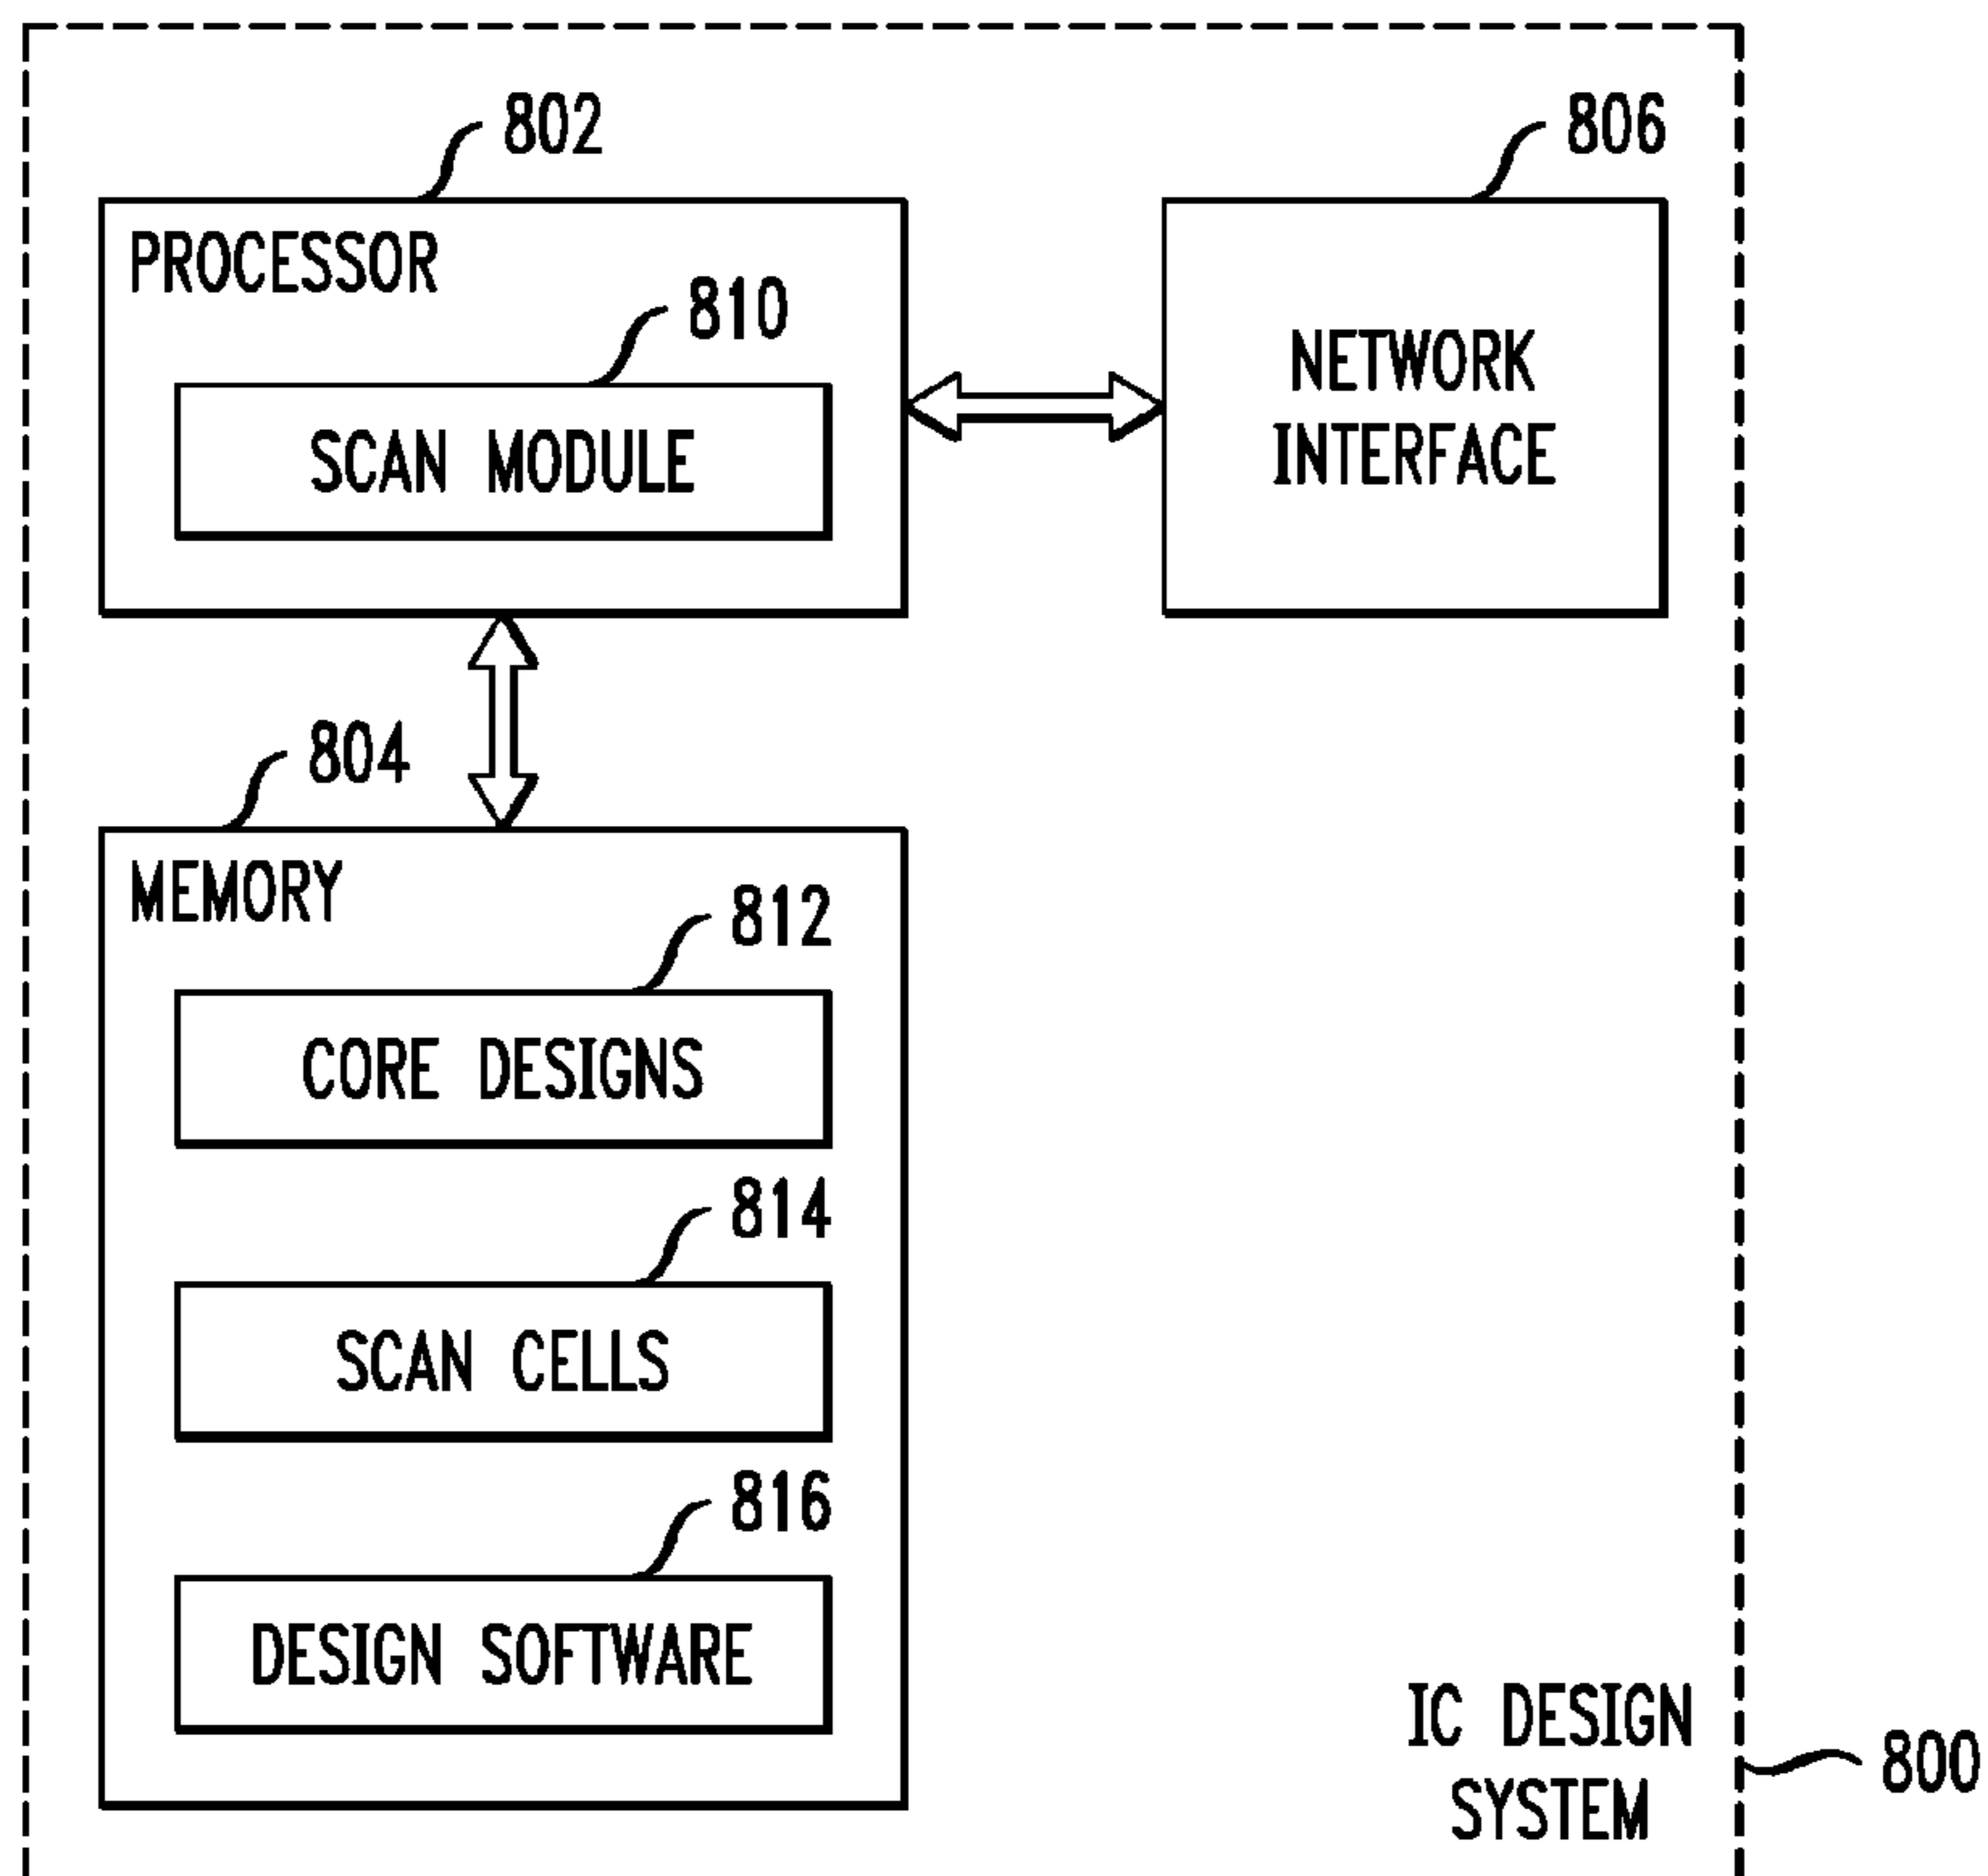 802
806
PROCESSOR
810
SCAN MODULE
NETWORK
INTERFACE
804
MEMORY
812
CORE DESIGNS
814
SCAN CELLS
816
DESIGN SOFTWARE
IC DESIGN
SYSTEM
800